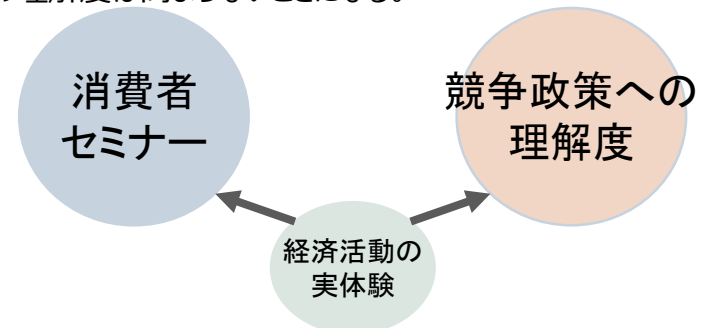 消費者
セミナー
競争政策への
理解度
経済活動の
実体験